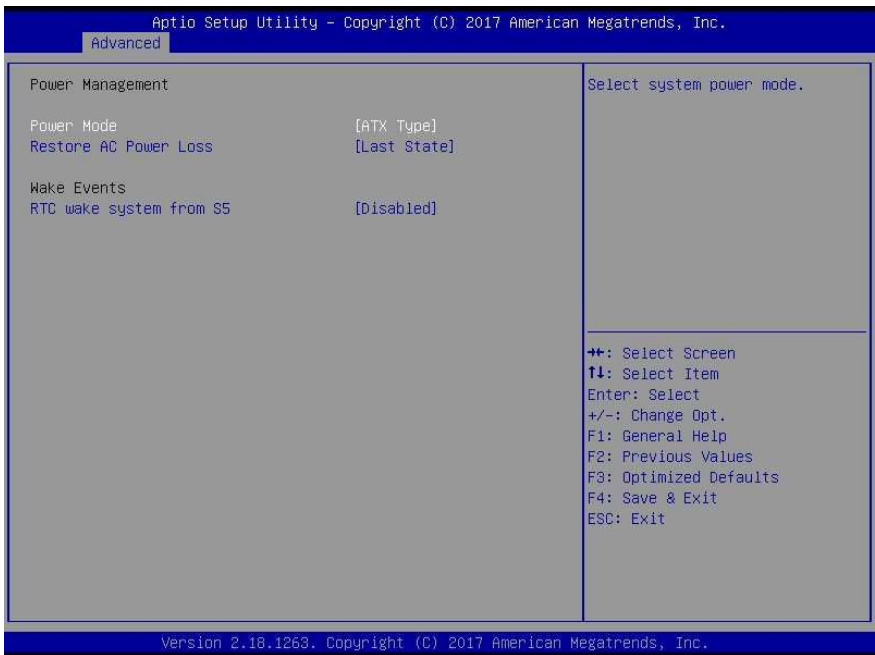 Aptio Setup Utility – Copyright (C) 2017 American Megatrends, Inc.
Advanced
Power Management
Power Mode [ATX Type]
Restore AC Power Loss [Last State]
Wake Events
RTC wake system from S5 [Disabled]
Select system power mode.
→←: Select Screen
↑↓: Select Item
Enter: Select
+/-: Change Opt.
F1: General Help
F2: Previous Values
F3: Optimized Defaults
F4: Save & Exit
ESC: Exit
Version 2.18.1263. Copyright (C) 2017 American Megatrends, Inc.